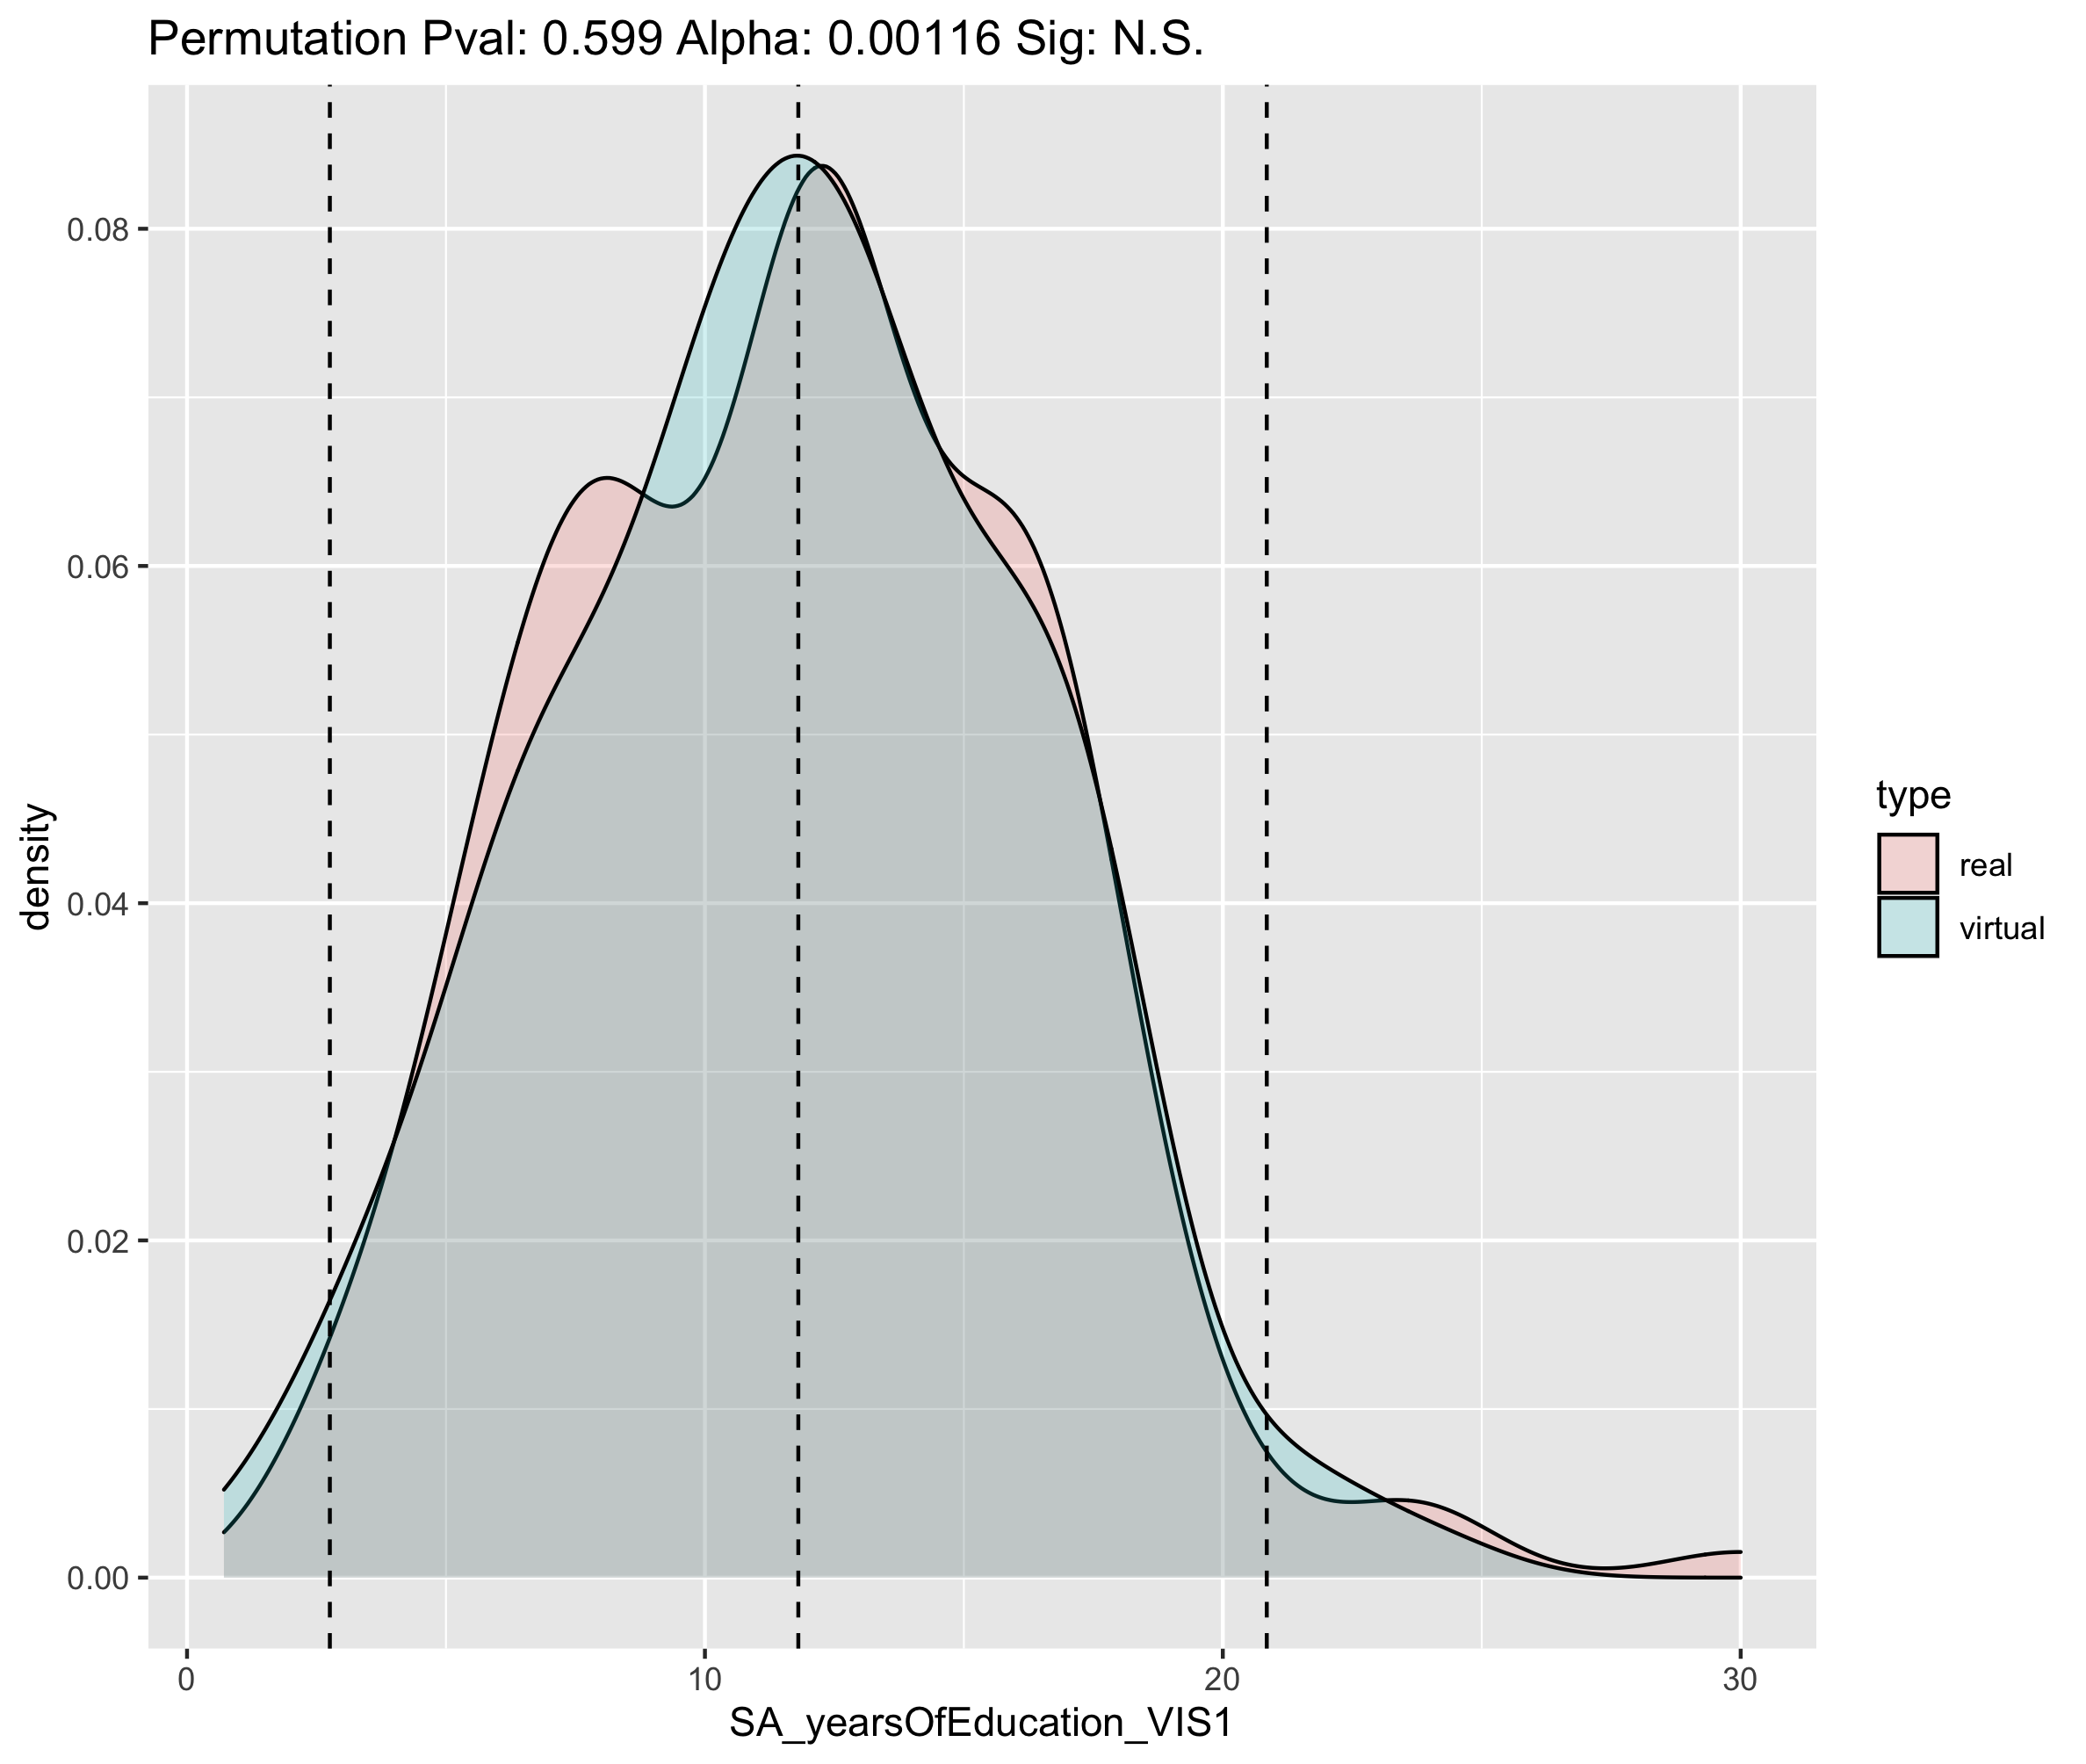 Permutation Pval: 0.599 Alpha: 0.00116 Sig: N.S.
density
0.08
0.06
0.04
0.02
0.00
0 10 20 30
SA_yearsOfEducation_VIS1
type
real
virtual